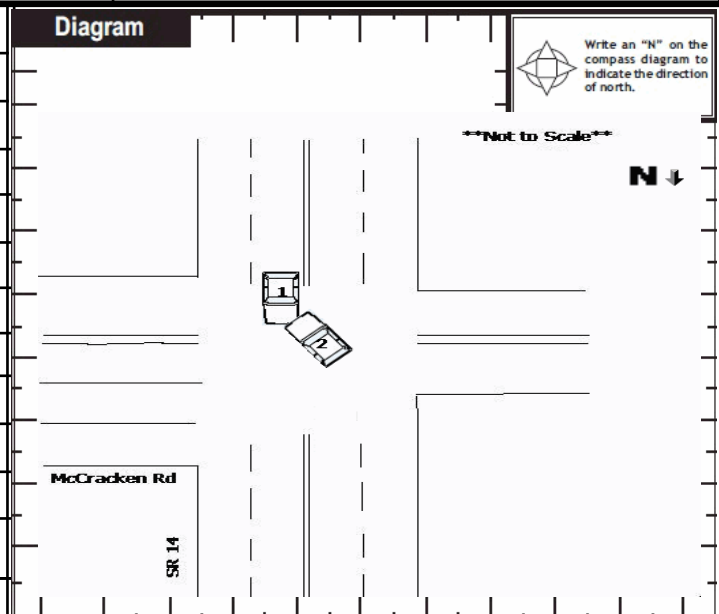 Diagram
Write an “N” on the
compass diagram to
indicate the direction
of north.
**Not to Scale**
N
1
2
McCracken Rd
SR 14